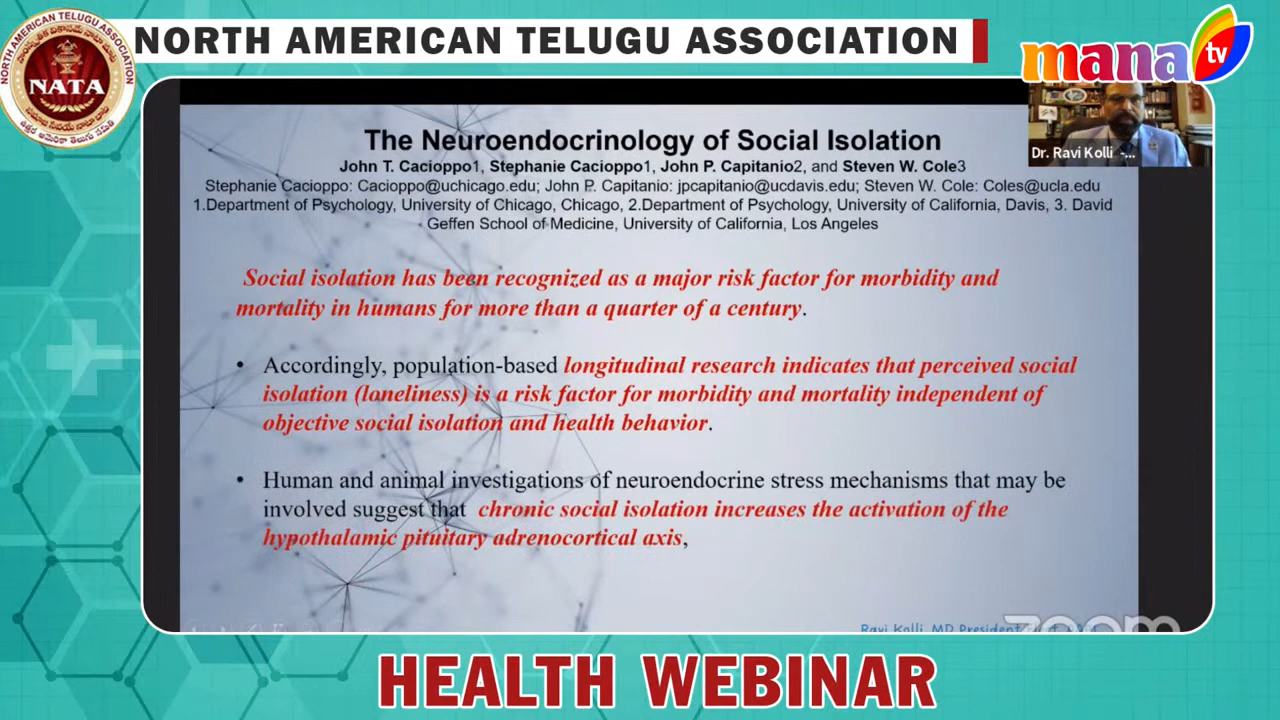 NORTH AMERICAN TELUGU ASSOCIATION
NORTH AMERICAN TELUGU ASSOCIATION
NATA
mana
tv
The Neuroendocrinology of Social Isolation
John T. Cacioppo1, Stephanie Cacioppo1, John P. Capitanio2, and Steven W. Cole3
Dr. Ravi Kolli -...
Stephanie Cacioppo: Cacioppo@uchicago.edu; John P. Capitanio: jpcapitanio@ucdavis.edu; Steven W. Cole: Coles@ucla.edu
1.Department of Psychology, University of Chicago, Chicago, 2.Department of Psychology, University of California, Davis, 3. David
Geffen School of Medicine, University of California, Los Angeles
Social isolation has been recognized as a major risk factor for morbidity and
mortality in humans for more than a quarter of a century.
• Accordingly, population-based longitudinal research indicates that perceived social
isolation (loneliness) is a risk factor for morbidity and mortality independent of
objective social isolation and health behavior.
• Human and animal investigations of neuroendocrine stress mechanisms that may be
involved suggest that chronic social isolation increases the activation of the
hypothalamic pituitary adrenocortical axis,
Ravi Kolli, MD President
zoom
HEALTH WEBINAR